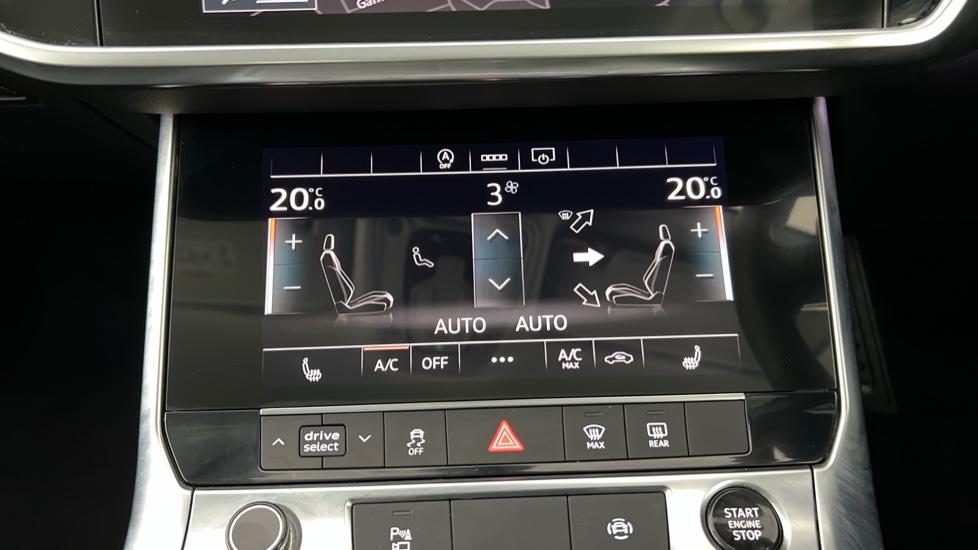 A
OFF
20.0°C
3
20.0°C
AUTO AUTO
A/C
OFF
A/C
MAX
drive
select
OFF
MAX
REAR
P
START
ENGINE
STOP